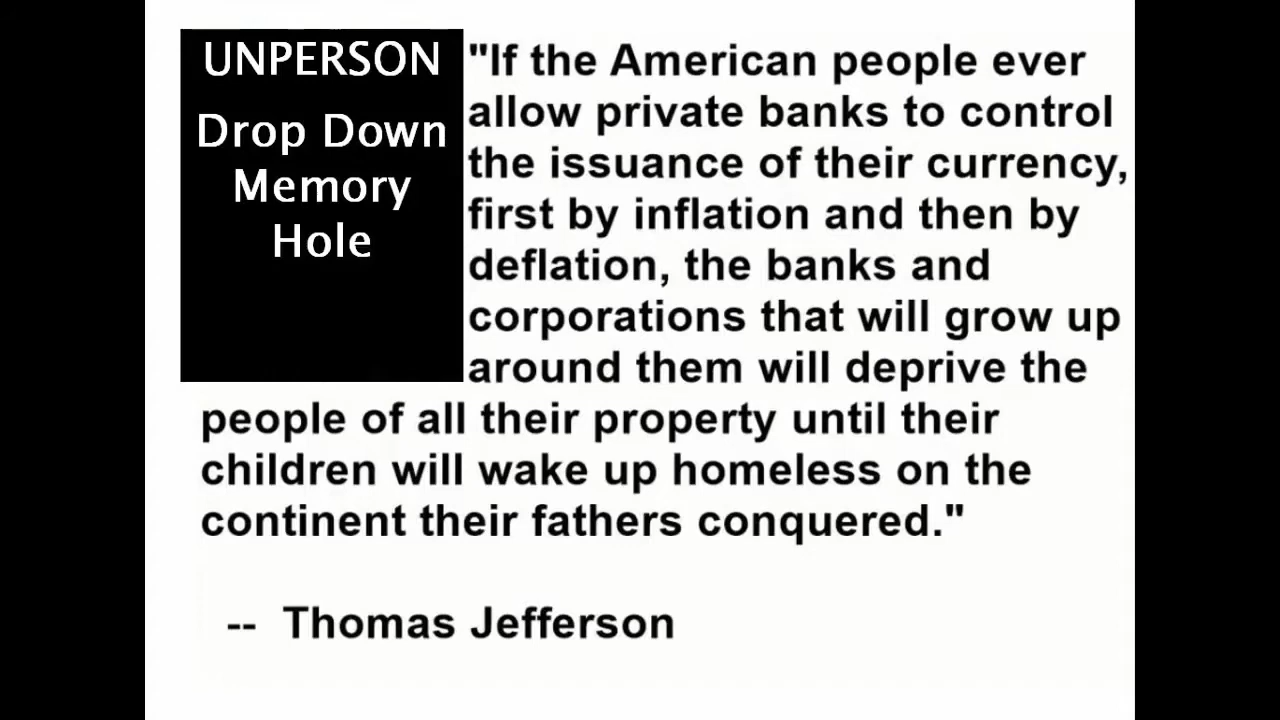 UNPERSON
Drop Down
Memory
Hole
"If the American people ever
allow private banks to control
the issuance of their currency,
first by inflation and then by
deflation, the banks and
corporations that will grow up
around them will deprive the
people of all their property until their
children will wake up homeless on the
continent their fathers conquered."
-- Thomas Jefferson